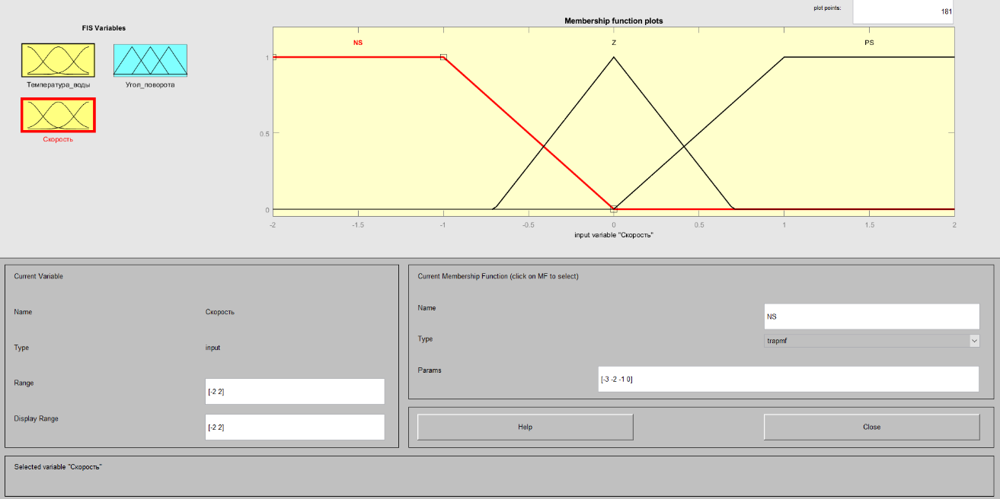 plot points:
181
FIS Variables
Membership function plots
Температура_воды
Угол_поворота
Скорость
NS
Z
PS
1
0.5
0
-2
-1.5
-1
-0.5
0
0.5
1
1.5
2
input variable "Скорость"
Current Variable
Name
Скорость
Type
input
Range
[-2 2]
Display Range
[-2 2]
Current Membership Function (click on MF to select)
Name
NS
Type
trapmf
Params
[-3 -2 -1 0]
Help
Close
Selected variable "Скорость"